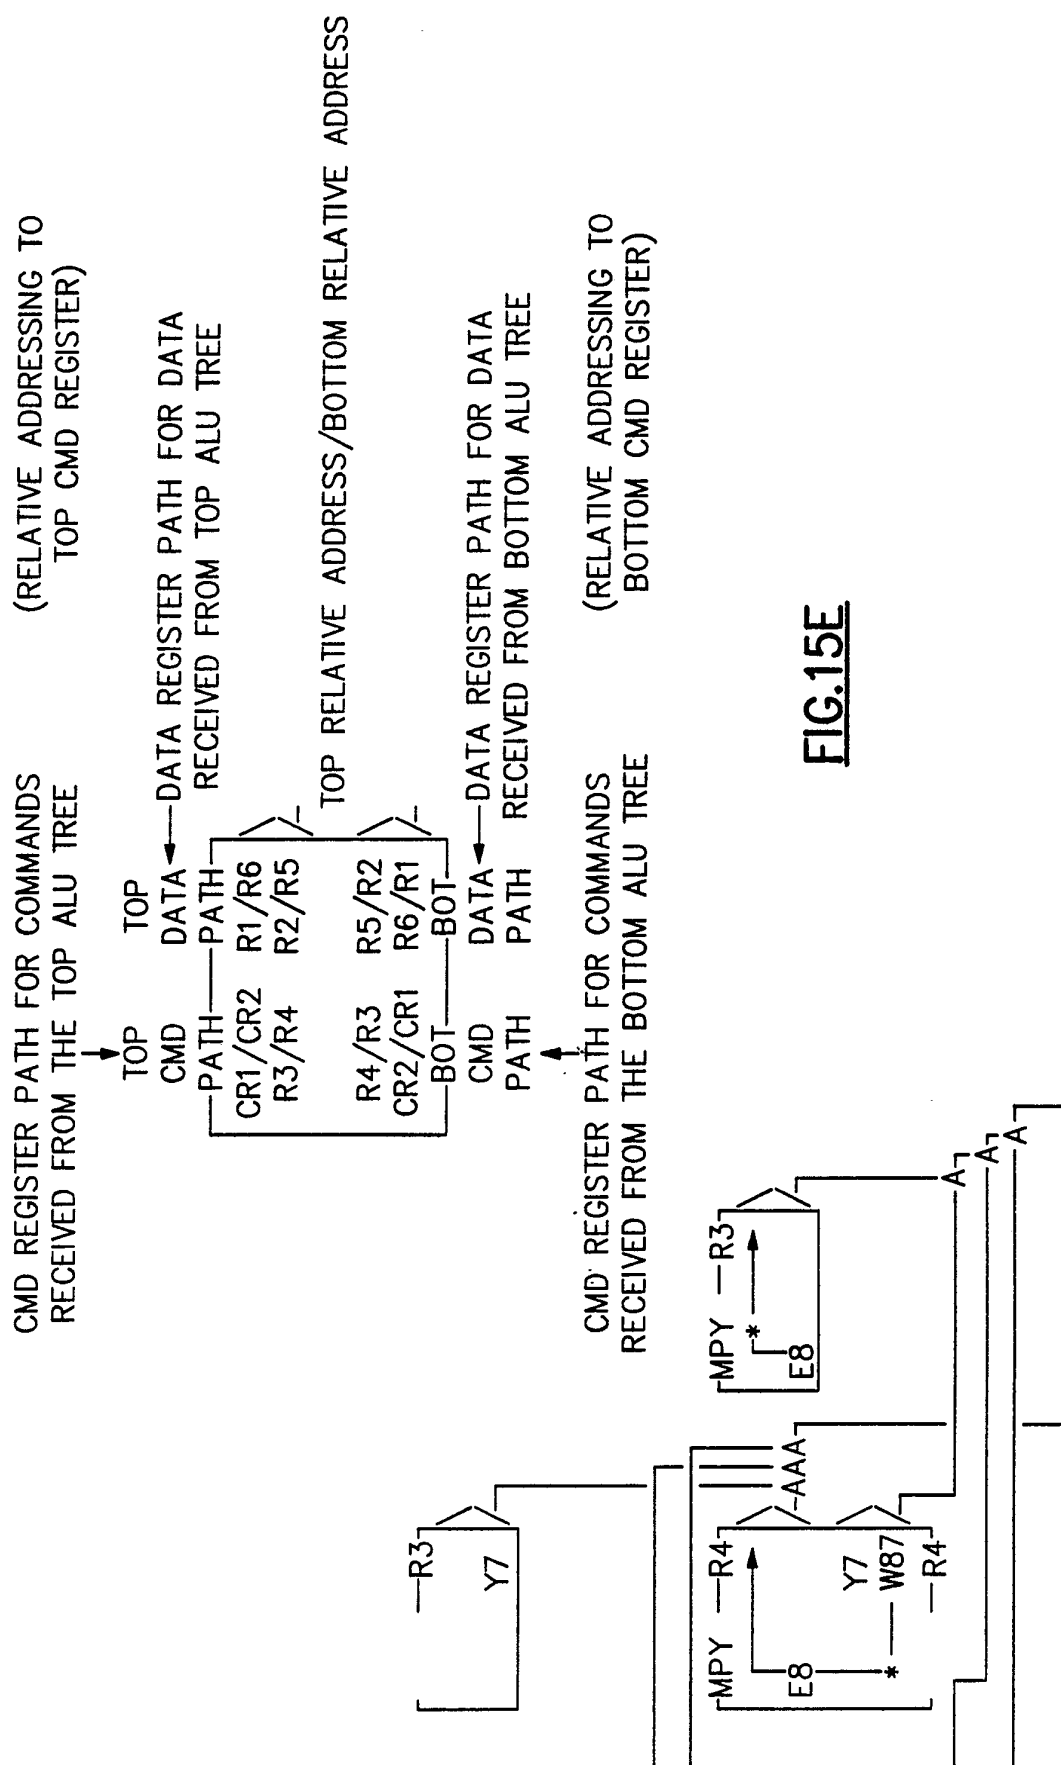 CMD REGISTER PATH FOR COMMANDS
RECEIVED FROM THE TOP ALU TREE
(RELATIVE ADDRESSING TO
TOP CMD REGISTER)
TOP TOP
CMD DATA
DATA REGISTER PATH FOR DATA
RECEIVED FROM TOP ALU TREE
PATH PATH
CR1/CR2 R1/R6
R3/R4 R2/R5
TOP RELATIVE ADDRESS/BOTTOM RELATIVE ADDRESS
R4/R3 R5/R2
CR2/CR1 R6/R1
BOT BOT
CMD DATA
PATH PATH
DATA REGISTER PATH FOR DATA
RECEIVED FROM BOTTOM ALU TREE
CMD REGISTER PATH FOR COMMANDS
RECEIVED FROM THE BOTTOM ALU TREE
(RELATIVE ADDRESSING TO
BOTTOM CMD REGISTER)
R3
Y7
MPY R4
E8
Y7
* W87
R4
AAA
MPY R3
*
E8
A
A
A
FIG.15E